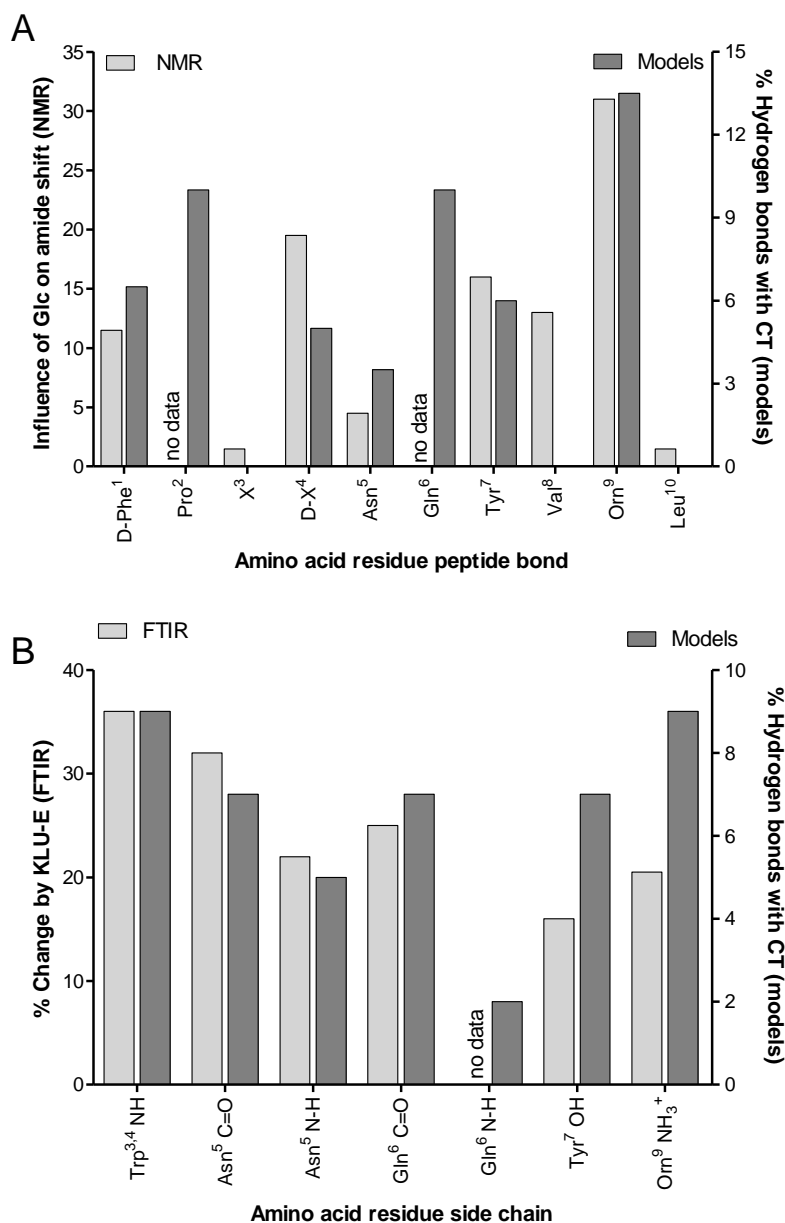 A
NMR
Models
Influence of Glc on amide shift (NMR)
35
30
25
20
15
10
5
0
% Hydrogen bonds with CT (models)
15
12
9
6
3
0
no data
no data
D-Phe¹
Pro²
X³
D-X⁴
Asn⁵
Gln⁶
Tyr⁷
Val⁸
Orn⁹
Leu¹⁰
Amino acid residue peptide bond
B
FTIR
Models
% Change by KLU-E (FTIR)
40
30
20
10
0
% Hydrogen bonds with CT (models)
10
8
6
4
2
0
no data
Trp³,⁴ NH
Asn⁵ C=O
Asn⁵ N-H
Gln⁶ C=O
Gln⁶ N-H
Tyr⁷ OH
Orn⁹ NH₃⁺
Amino acid residue side chain